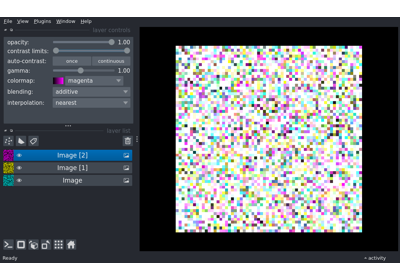 File View Plugins Window Help
layer controls
opacity: 1.00
contrast limits:
auto-contrast: once continuous
gamma: 1.00
colormap: magenta
blending: additive
interpolation: nearest
layer list
Image [2]
Image [1]
Image
Ready activity